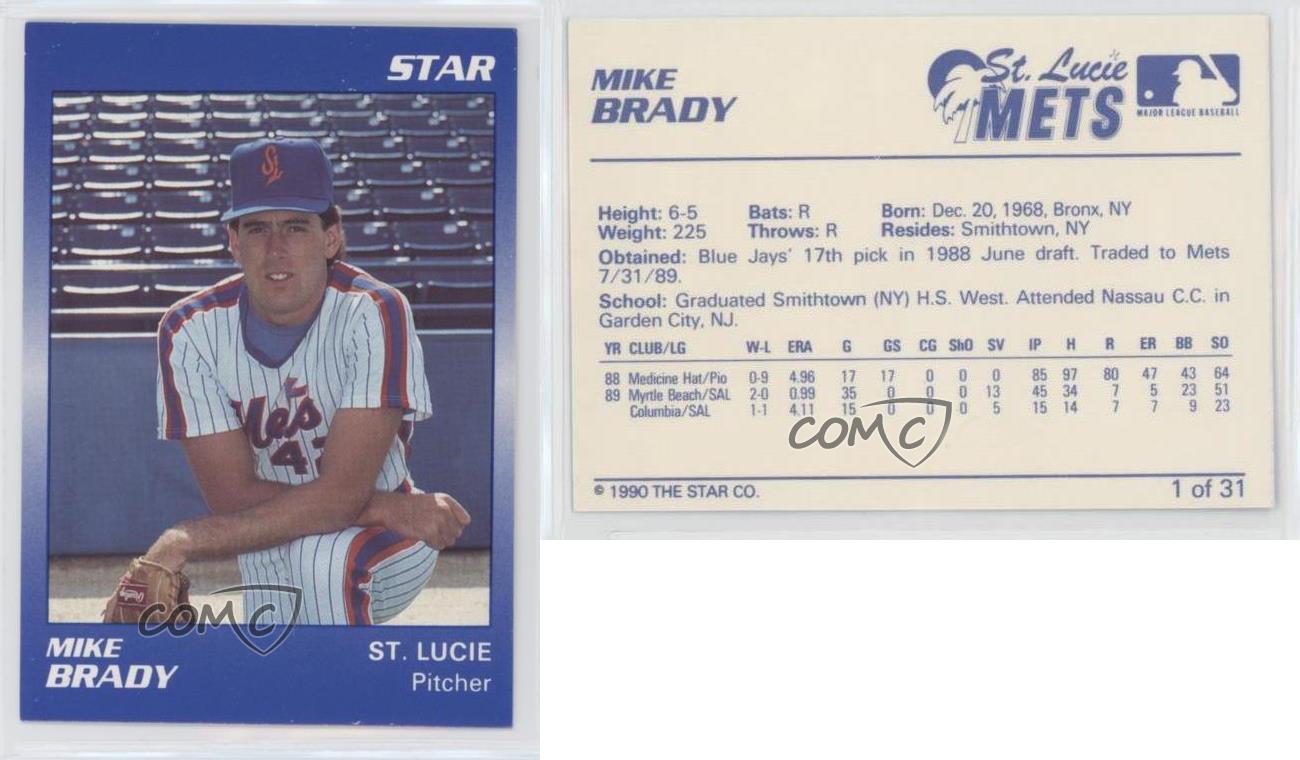 STAR
SL
Mets
4
COMC
MIKE
BRADY
ST. LUCIE
Pitcher
MIKE
BRADY
St. Lucie
METS
MAJOR LEAGUE BASEBALL
Height: 6-5 Bats: R Born: Dec. 20, 1968, Bronx, NY
Weight: 225 Throws: R Resides: Smithtown, NY
Obtained: Blue Jays' 17th pick in 1988 June draft. Traded to Mets
7/31/89.
School: Graduated Smithtown (NY) H.S. West. Attended Nassau C.C. in
Garden City, NJ.
YR CLUB/LG W-L ERA G GS CG ShO SV IP H R ER BB SO
88 Medicine Hat/Pio 0-9 4.96 17 17 0 0 0 85 97 80 47 43 64
89 Myrtle Beach/SAL 2-0 0.99 35 0 0 0 13 45 34 7 5 23 51
Columbia/SAL 1-1 4.11 15 0 0 0 5 15 14 7 7 9 23
COMC
© 1990 THE STAR CO. 1 of 31